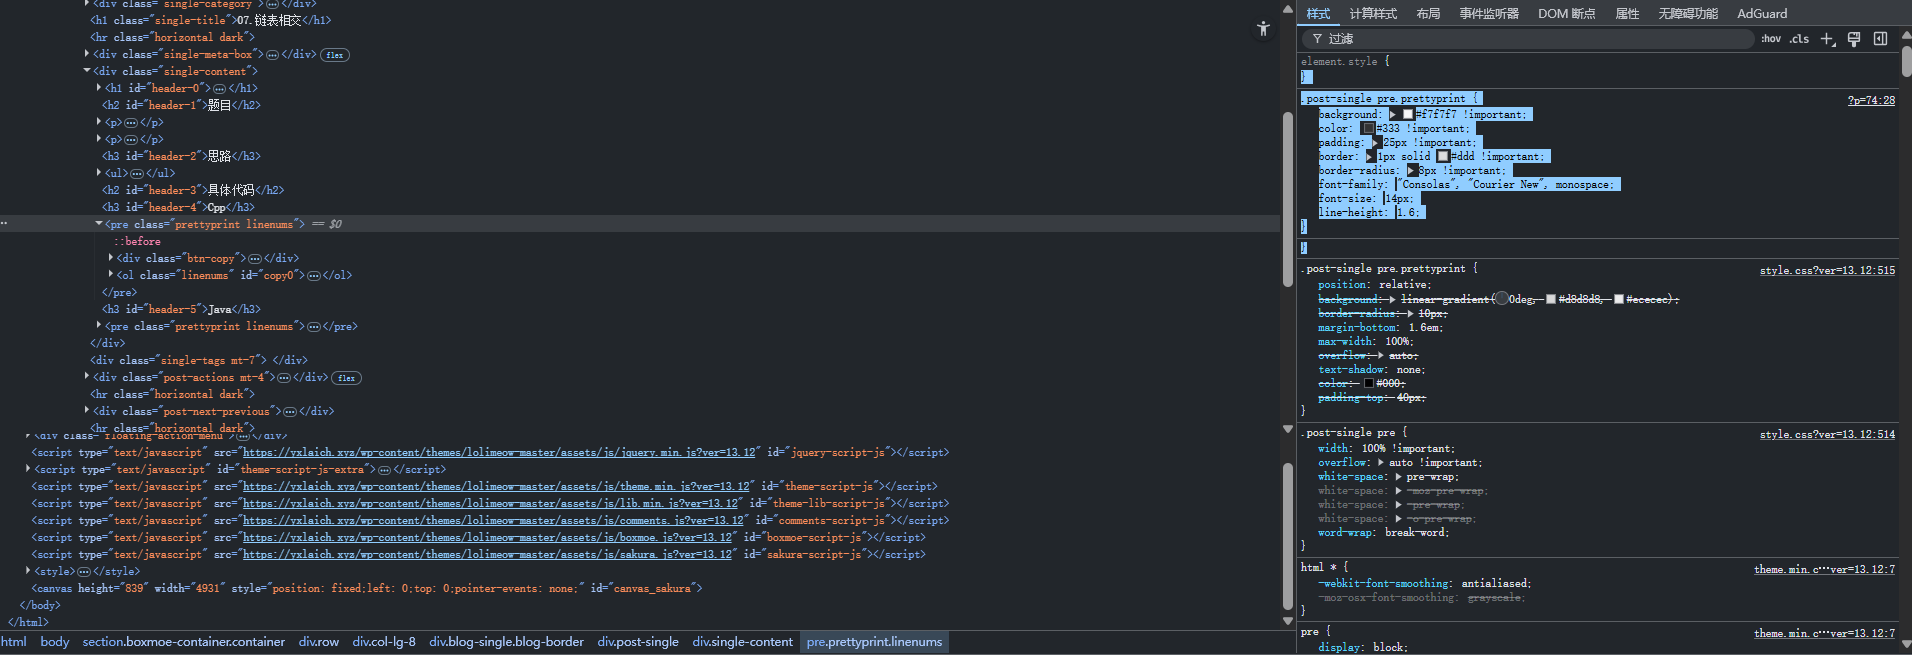 <div class="single-category">⋯</div>
<h1 class="single-title">07.链表相交</h1>
<hr class="horizontal dark">
<div class="single-meta-box">⋯</div> flex
<div class="single-content">
<h1 id="header-0">⋯</h1>
<h2 id="header-1">题目</h2>
<p>⋯</p>
<p>⋯</p>
<h3 id="header-2">思路</h3>
<ul>⋯</ul>
<h2 id="header-3">具体代码</h2>
<h3 id="header-4">Cpp</h3>
<pre class="prettyprint linenums"> == $0
::before
<div class="btn-copy">⋯</div>
<ol class="linenums" id="copy0">⋯</ol>
</pre>
<h3 id="header-5">Java</h3>
<pre class="prettyprint linenums">⋯</pre>
</div>
<div class="single-tags mt-7"> </div>
<div class="post-actions mt-4">⋯</div> flex
<hr class="horizontal dark">
<div class="post-next-previous">⋯</div>
<hr class="horizontal dark">
<div class="floating-action-menu">⋯</div>
<script type="text/javascript" src="https://yxlaich.xyz/wp-content/themes/lolimeow-master/assets/js/jquery.min.js?ver=13.12" id="jquery-script-js"></script>
<script type="text/javascript" id="theme-script-js-extra">⋯</script>
<script type="text/javascript" src="https://yxlaich.xyz/wp-content/themes/lolimeow-master/assets/js/theme.min.js?ver=13.12" id="theme-script-js"></script>
<script type="text/javascript" src="https://yxlaich.xyz/wp-content/themes/lolimeow-master/assets/js/lib.min.js?ver=13.12" id="theme-lib-script-js"></script>
<script type="text/javascript" src="https://yxlaich.xyz/wp-content/themes/lolimeow-master/assets/js/comments.js?ver=13.12" id="comments-script-js"></script>
<script type="text/javascript" src="https://yxlaich.xyz/wp-content/themes/lolimeow-master/assets/js/boxmoe.js?ver=13.12" id="boxmoe-script-js"></script>
<script type="text/javascript" src="https://yxlaich.xyz/wp-content/themes/lolimeow-master/assets/js/sakura.js?ver=13.12" id="sakura-script-js"></script>
<style>⋯</style>
<canvas height="839" width="4931" style="position: fixed;left: 0;top: 0;pointer-events: none;" id="canvas_sakura">
</body>
</html>
html body section.boxmoe-container.container div.row div.col-lg-8 div.blog-single.blog-border div.post-single div.single-content pre.prettyprint.linenums
样式 计算样式 布局 事件监听器 DOM 断点 属性 无障碍功能 AdGuard
过滤 :hov .cls
element.style {
}
.post-single pre.prettyprint { ?p=74:28
background: #f7f7f7 !important;
color: #333 !important;
padding: 25px !important;
border: 1px solid #ddd !important;
border-radius: 8px !important;
font-family: "Consolas", "Courier New", monospace;
font-size: 14px;
line-height: 1.6;
}
}
.post-single pre.prettyprint { style.css?ver=13.12:515
position: relative;
background: linear-gradient(0deg, #d8d8d8, #ececec);
border-radius: 10px;
margin-bottom: 1.6em;
max-width: 100%;
overflow: auto;
text-shadow: none;
color: #000;
padding-top: 40px;
}
.post-single pre { style.css?ver=13.12:514
width: 100% !important;
overflow: auto !important;
white-space: pre-wrap;
white-space: -moz-pre-wrap;
white-space: -pre-wrap;
white-space: -o-pre-wrap;
word-wrap: break-word;
}
html * { theme.min.c…ver=13.12:7
-webkit-font-smoothing: antialiased;
-moz-osx-font-smoothing: grayscale;
}
pre { theme.min.c…ver=13.12:7
display: block;